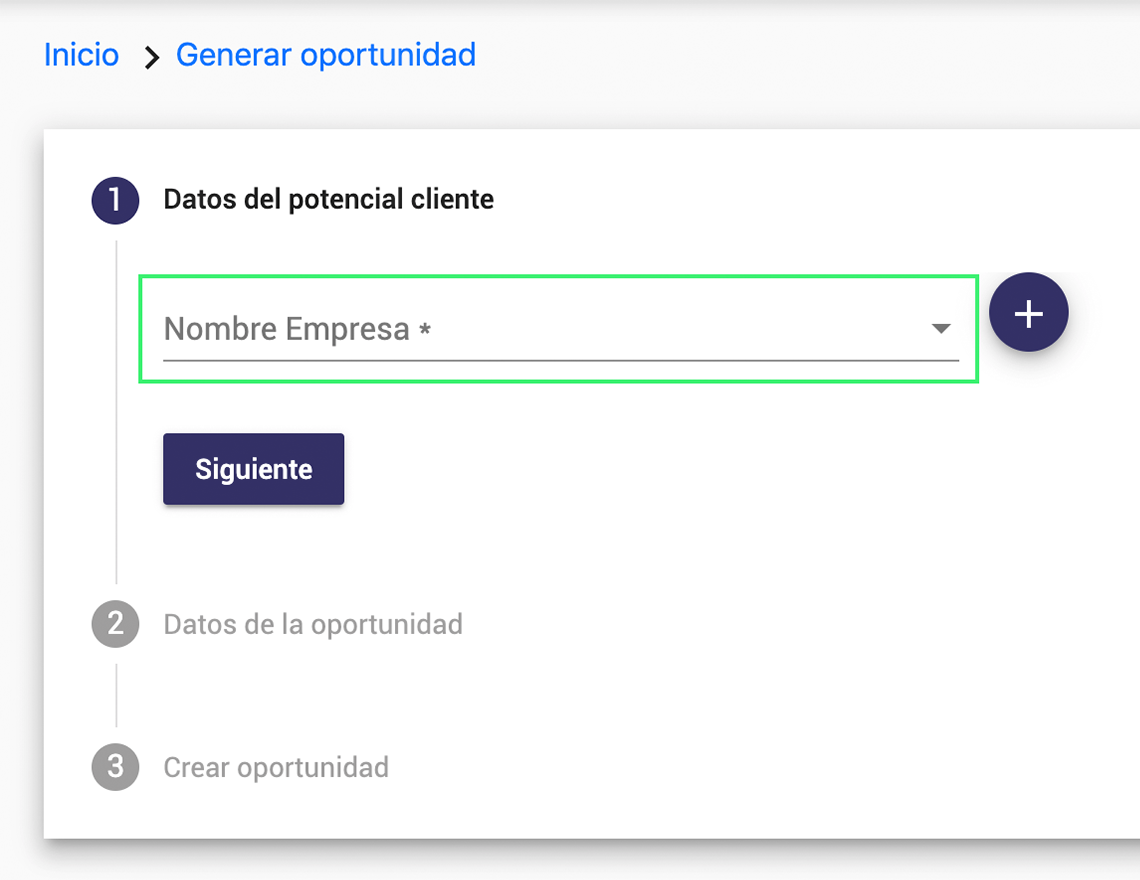 Inicio > Generar oportunidad
1 Datos del potencial cliente
Nombre Empresa *
+
Siguiente
2 Datos de la oportunidad
3 Crear oportunidad